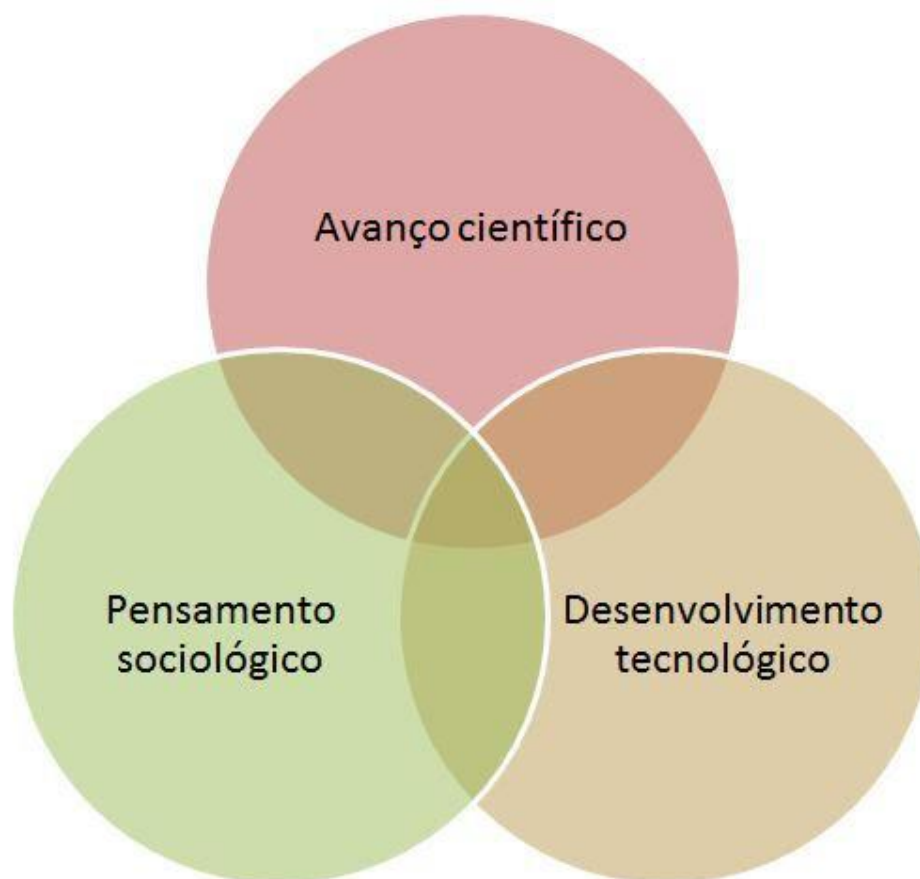 Avanço científico
Pensamento
sociológico
Desenvolvimento
tecnológico